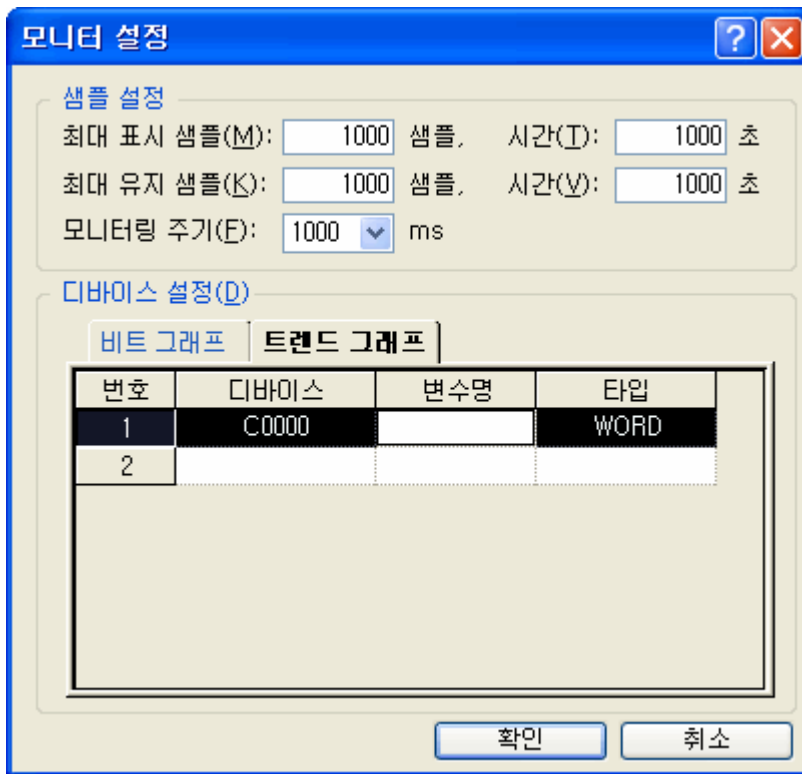 모니터 설정
샘플 설정
최대 표시 샘플(M): 1000 샘플, 시간(T): 1000 초
최대 유지 샘플(K): 1000 샘플, 시간(V): 1000 초
모니터링 주기(F): 1000 ms
디바이스 설정(D)
비트 그래프 트렌드 그래프
번호 디바이스 변수명 타입
1 C0000 WORD
2
확인 취소